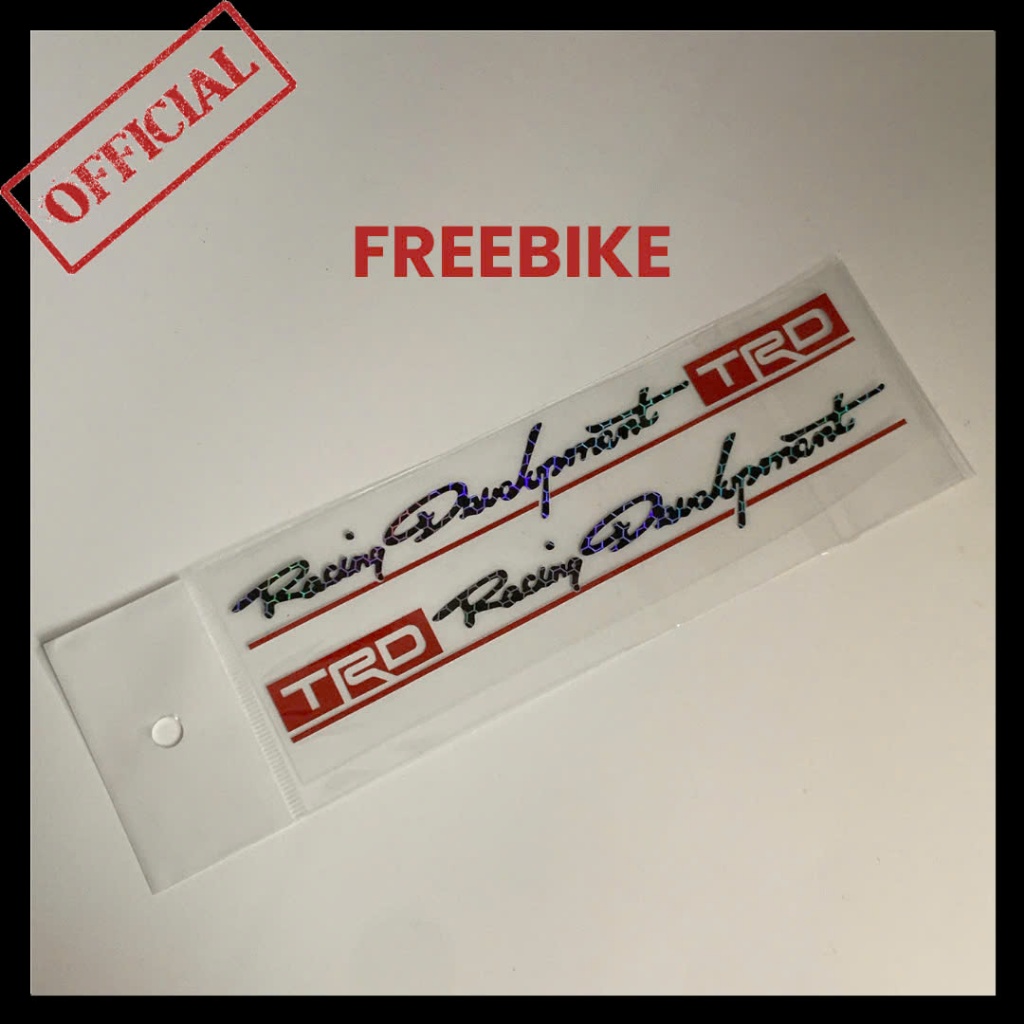 OFFICIAL
FREEBIKE
Racing Development TRD
TRD Racing Development